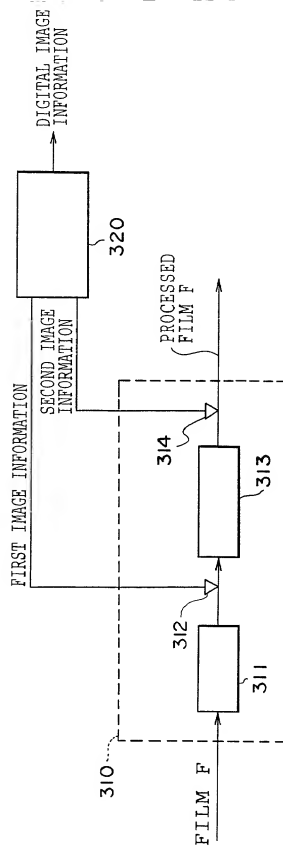 DIGITAL IMAGE
INFORMATION
320
FIRST IMAGE INFORMATION
SECOND IMAGE
INFORMATION
PROCESSED
FILM F
314
313
312
311
310
FILM F